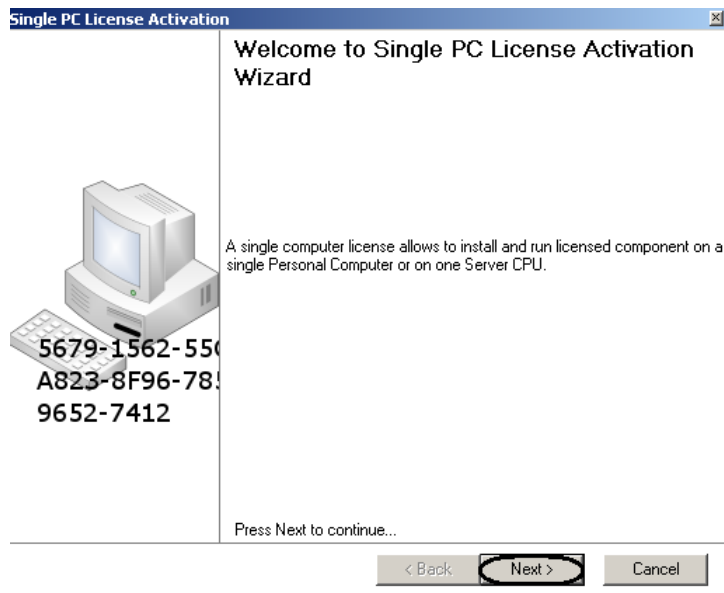 Single PC License Activation
Welcome to Single PC License Activation
Wizard
A single computer license allows to install and run licensed component on a
single Personal Computer or on one Server CPU.
5679-1562-55
A823-8F96-78
9652-7412
Press Next to continue...
< Back
Next >
Cancel